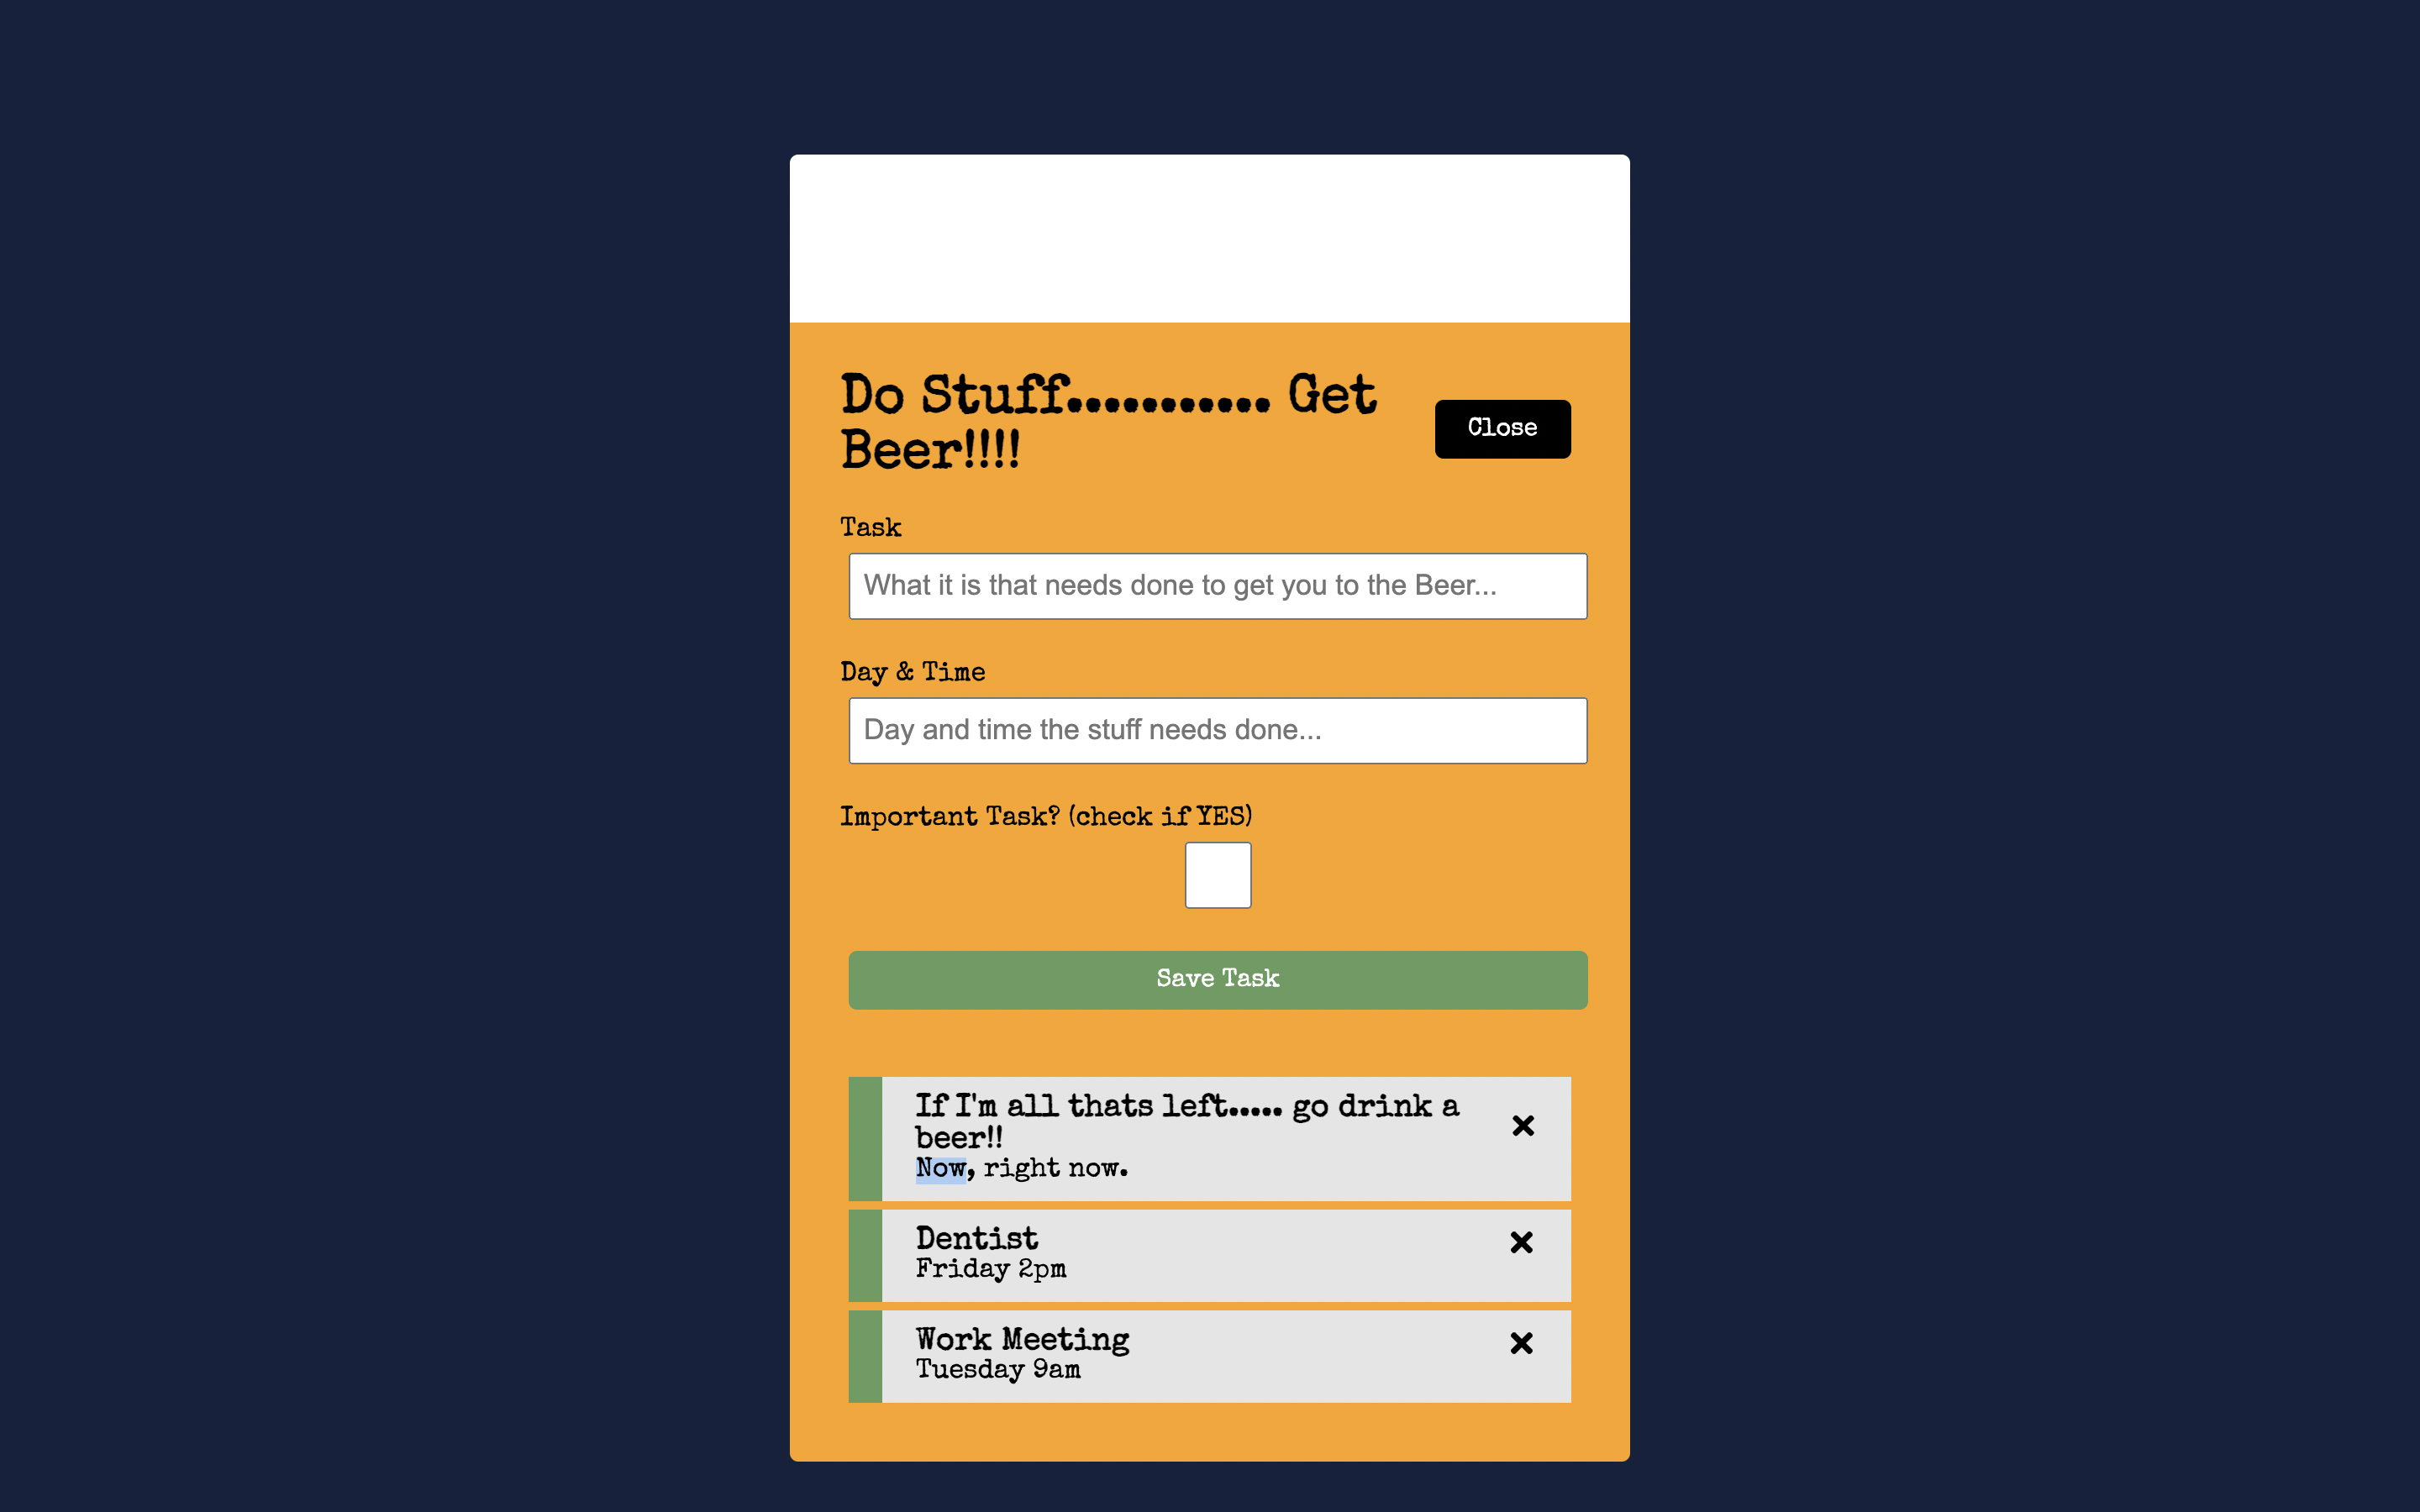 Do Stuff........... Get
Beer!!!!
Close
Task
What it is that needs done to get you to the Beer...
Day & Time
Day and time the stuff needs done...
Important Task? (check if YES)
Save Task
If I'm all thats left..... go drink a
beer!!
Now, right now.
Dentist
Friday 2pm
Work Meeting
Tuesday 9am